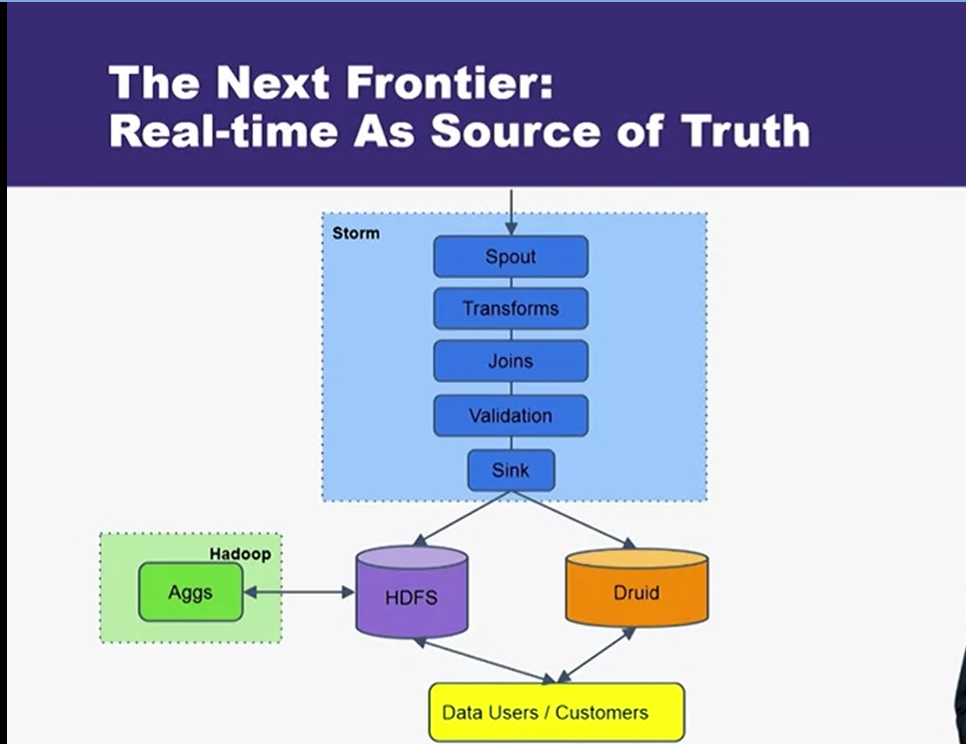 The Next Frontier:
Real-time As Source of Truth
Storm
Spout
Transforms
Joins
Validation
Sink
Hadoop
Aggs
HDFS
Druid
Data Users / Customers